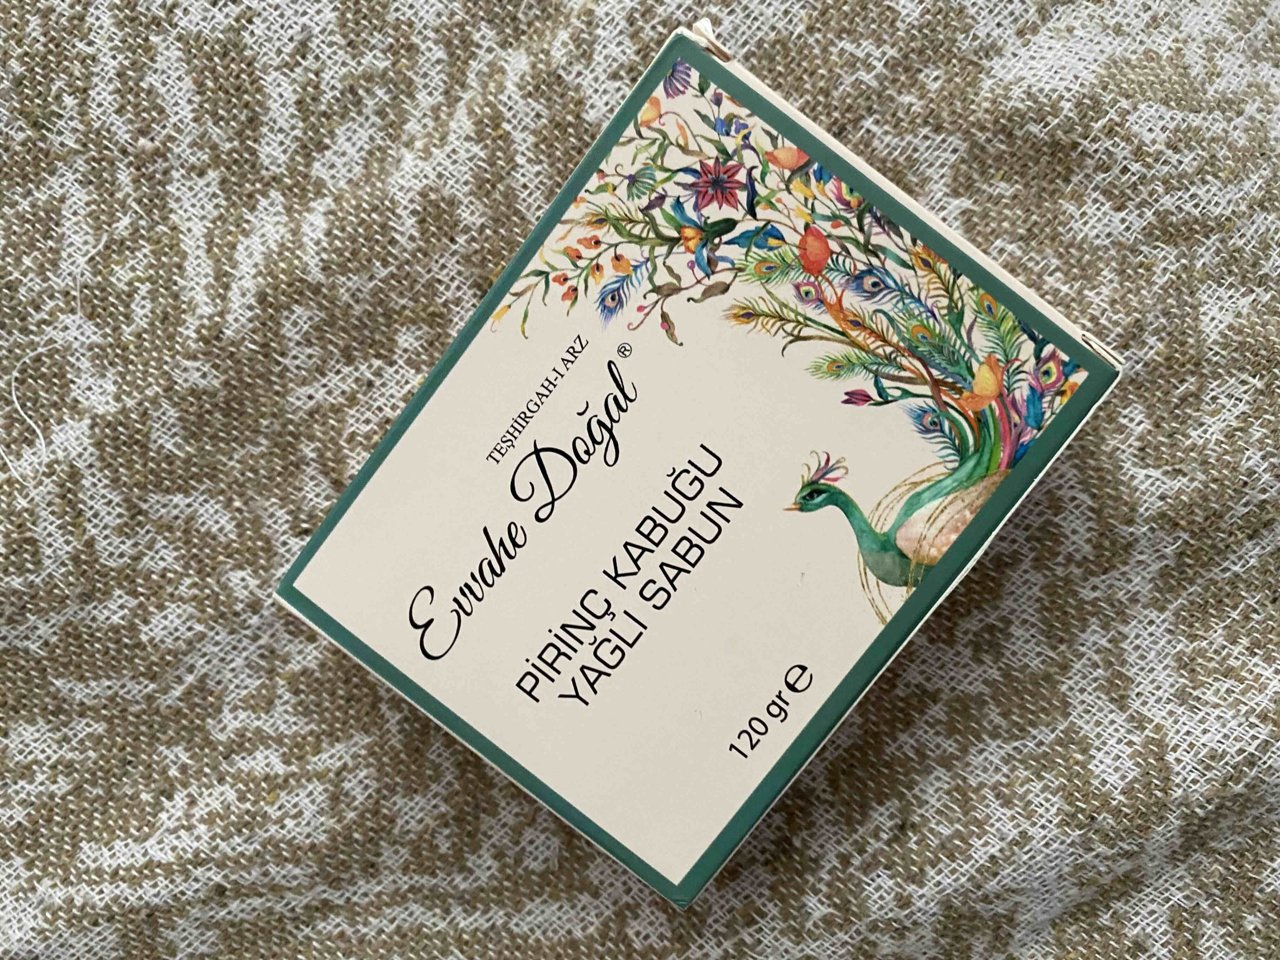 TEŞHİRGAH-I ARZ
Evvahe Doğal®
PİRİNÇ KABUĞU
YAĞLI SABUN
120 gr ℮